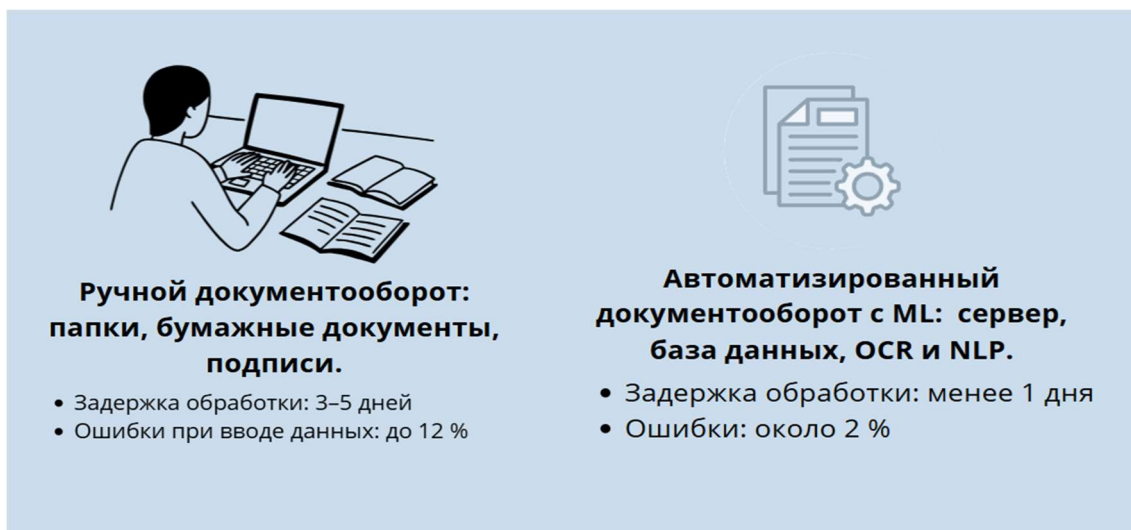 Ручной документооборот:
папки, бумажные документы,
подписи.
• Задержка обработки: 3–5 дней
• Ошибки при вводе данных: до 12 %
Автоматизированный
документооборот с ML: сервер,
база данных, OCR и NLP.
• Задержка обработки: менее 1 дня
• Ошибки: около 2 %